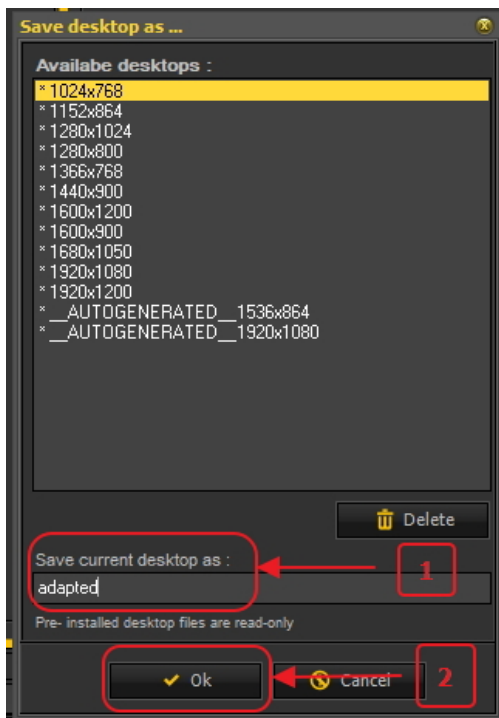 Save desktop as ...
Availabe desktops :
* 1024x768
* 1152x864
* 1280x1024
* 1280x800
* 1366x768
* 1440x900
* 1600x1200
* 1600x900
* 1680x1050
* 1920x1080
* 1920x1200
* __AUTOGENERATED__1536x864
* __AUTOGENERATED__1920x1080
Delete
Save current desktop as :
1
adapted
Pre- installed desktop files are read-only
Ok
Cancel
2